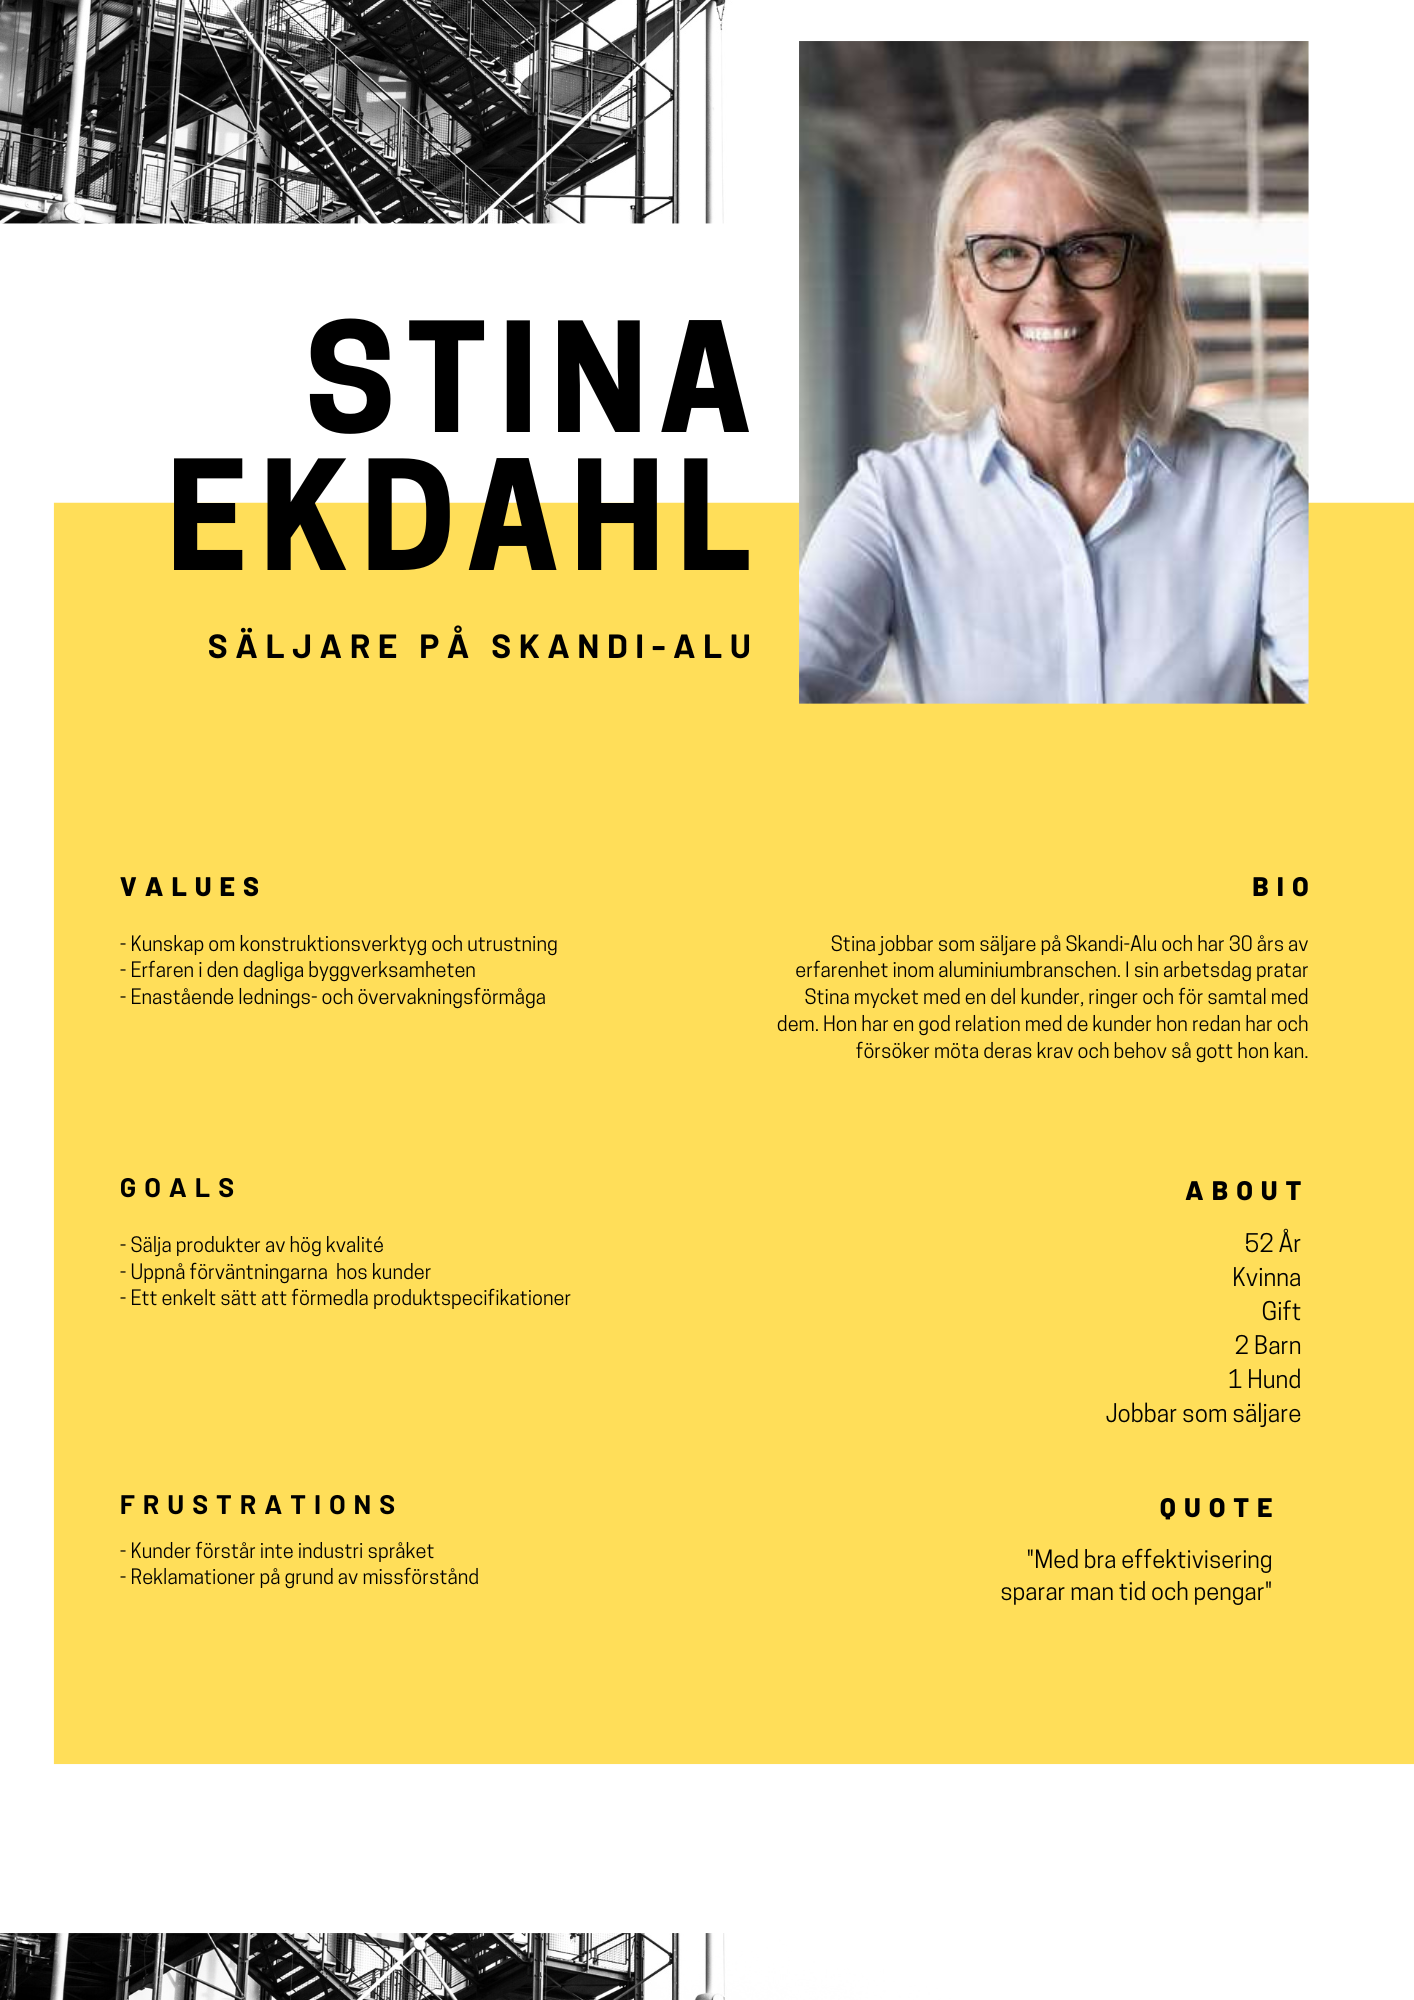 STINA
EKDAHL
SÄLJARE PÅ SKANDI-ALU
VALUES
- Kunskap om konstruktionsverktyg och utrustning
- Erfaren i den dagliga byggverksamheten
- Enastående lednings- och övervakningsförmåga
BIO
Stina jobbar som säljare på Skandi-Alu och har 30 års av
erfarenhet inom aluminiumbranschen. I sin arbetsdag pratar
Stina mycket med en del kunder, ringer och för samtal med
dem. Hon har en god relation med de kunder hon redan har och
försöker möta deras krav och behov så gott hon kan.
GOALS
- Sälja produkter av hög kvalité
- Uppnå förväntningarna  hos kunder
- Ett enkelt sätt att förmedla produktspecifikationer
ABOUT
52 År
Kvinna
Gift
2 Barn
1 Hund
Jobbar som säljare
FRUSTRATIONS
- Kunder förstår inte industri språket
- Reklamationer på grund av missförstånd
QUOTE
"Med bra effektivisering
sparar man tid och pengar"